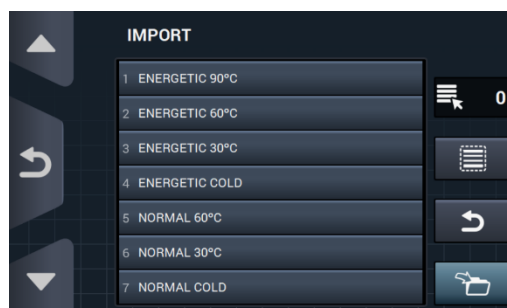 IMPORT
1 ENERGETIC 90ºC
2 ENERGETIC 60ºC
3 ENERGETIC 30ºC
4 ENERGETIC COLD
5 NORMAL 60ºC
6 NORMAL 30ºC
7 NORMAL COLD
0